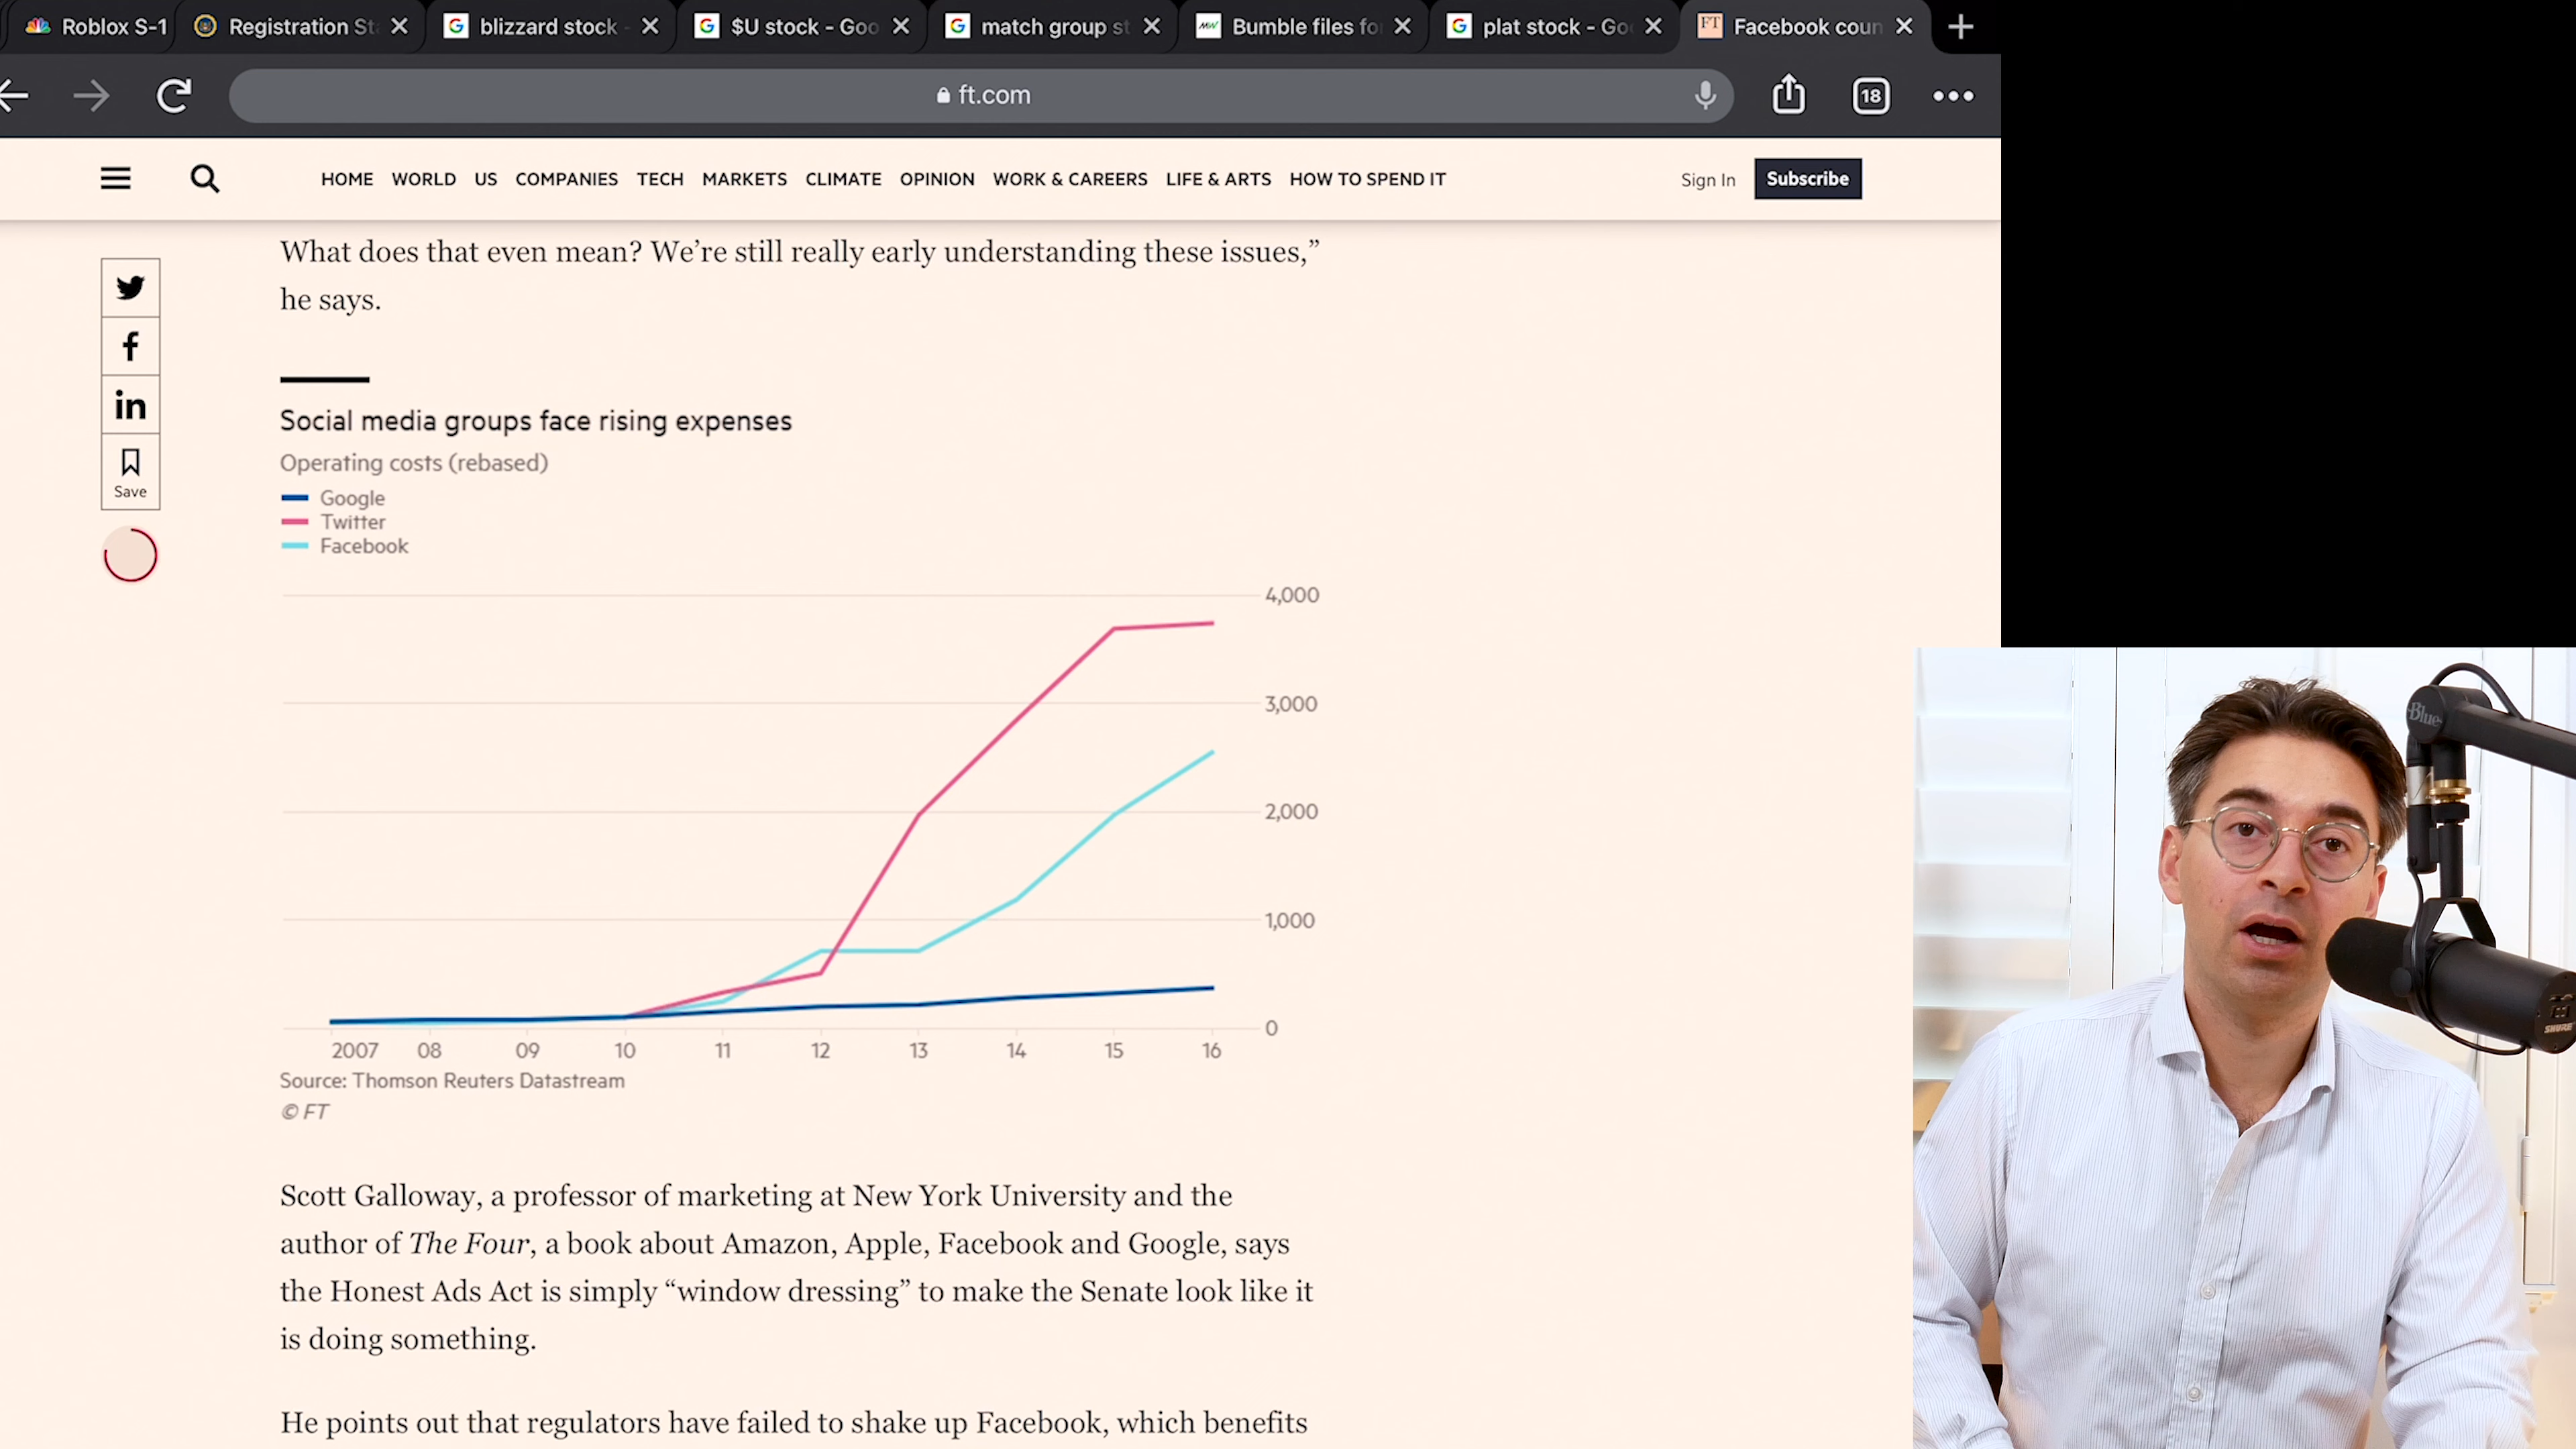 Roblox S-1
Registration St
blizzard stock -
$U stock - Goo
match group st
Bumble files fo
plat stock - Go
Facebook coun
ft.com
18
HOME WORLD US COMPANIES TECH MARKETS CLIMATE OPINION WORK & CAREERS LIFE & ARTS HOW TO SPEND IT
Sign In Subscribe
What does that even mean? We’re still really early understanding these issues,”
he says.
Save
Social media groups face rising expenses
Operating costs (rebased)
Google
Twitter
Facebook
4,000
3,000
2,000
1,000
0
2007 08 09 10 11 12 13 14 15 16
Source: Thomson Reuters Datastream
© FT
Scott Galloway, a professor of marketing at New York University and the
author of The Four, a book about Amazon, Apple, Facebook and Google, says
the Honest Ads Act is simply “window dressing” to make the Senate look like it
is doing something.
He points out that regulators have failed to shake up Facebook, which benefits
Blue
SHURE